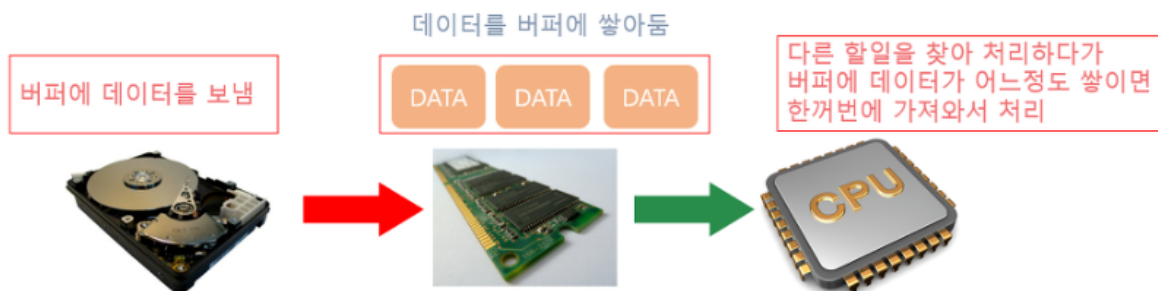 데이터를 버퍼에 쌓아둠
버퍼에 데이터를 보냄
DATA DATA DATA
다른 할일을 찾아 처리하다가
버퍼에 데이터가 어느정도 쌓이면
한꺼번에 가져와서 처리
CPU